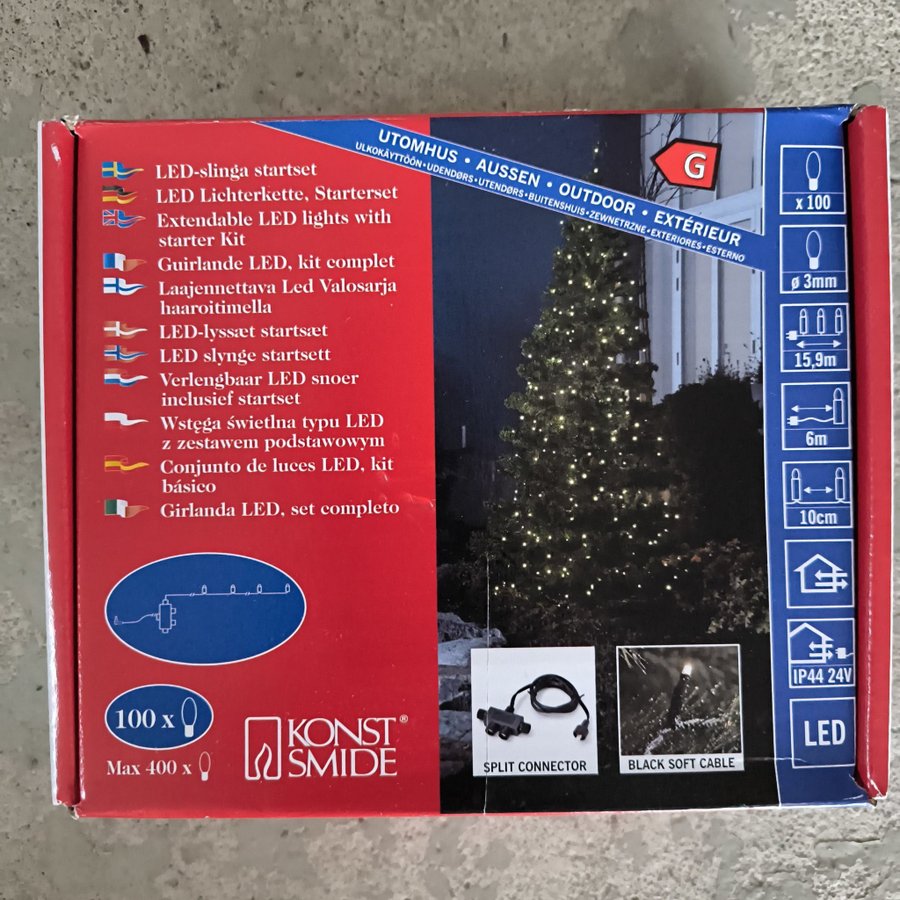 UTOMHUS • AUSSEN • OUTDOOR • EXTÉRIEUR
ULKOKÄYTTÖÖN•UDENDØRS•UTENDØRS•BUITENSHUIS•ZEWNETRZNE•EXTERIORES•ESTERNO
G
LED-slinga startset
LED Lichterkette, Starterset
Extendable LED lights with
starter Kit
Guirlande LED, kit complet
Laajennettava Led Valosarja
haaroitimella
LED-lyssæt startsæt
LED slynge startsett
Verlengbaar LED snoer
inclusief startset
Wstęga świetlna typu LED
z zestawem podstawowym
Conjunto de luces LED, kit
básico
Girlanda LED, set completo
100 x
Max 400 x
KONST®
SMIDE
SPLIT CONNECTOR
BLACK SOFT CABLE
x 100
ø 3mm
15,9m
6m
10cm
IP44 24V
LED